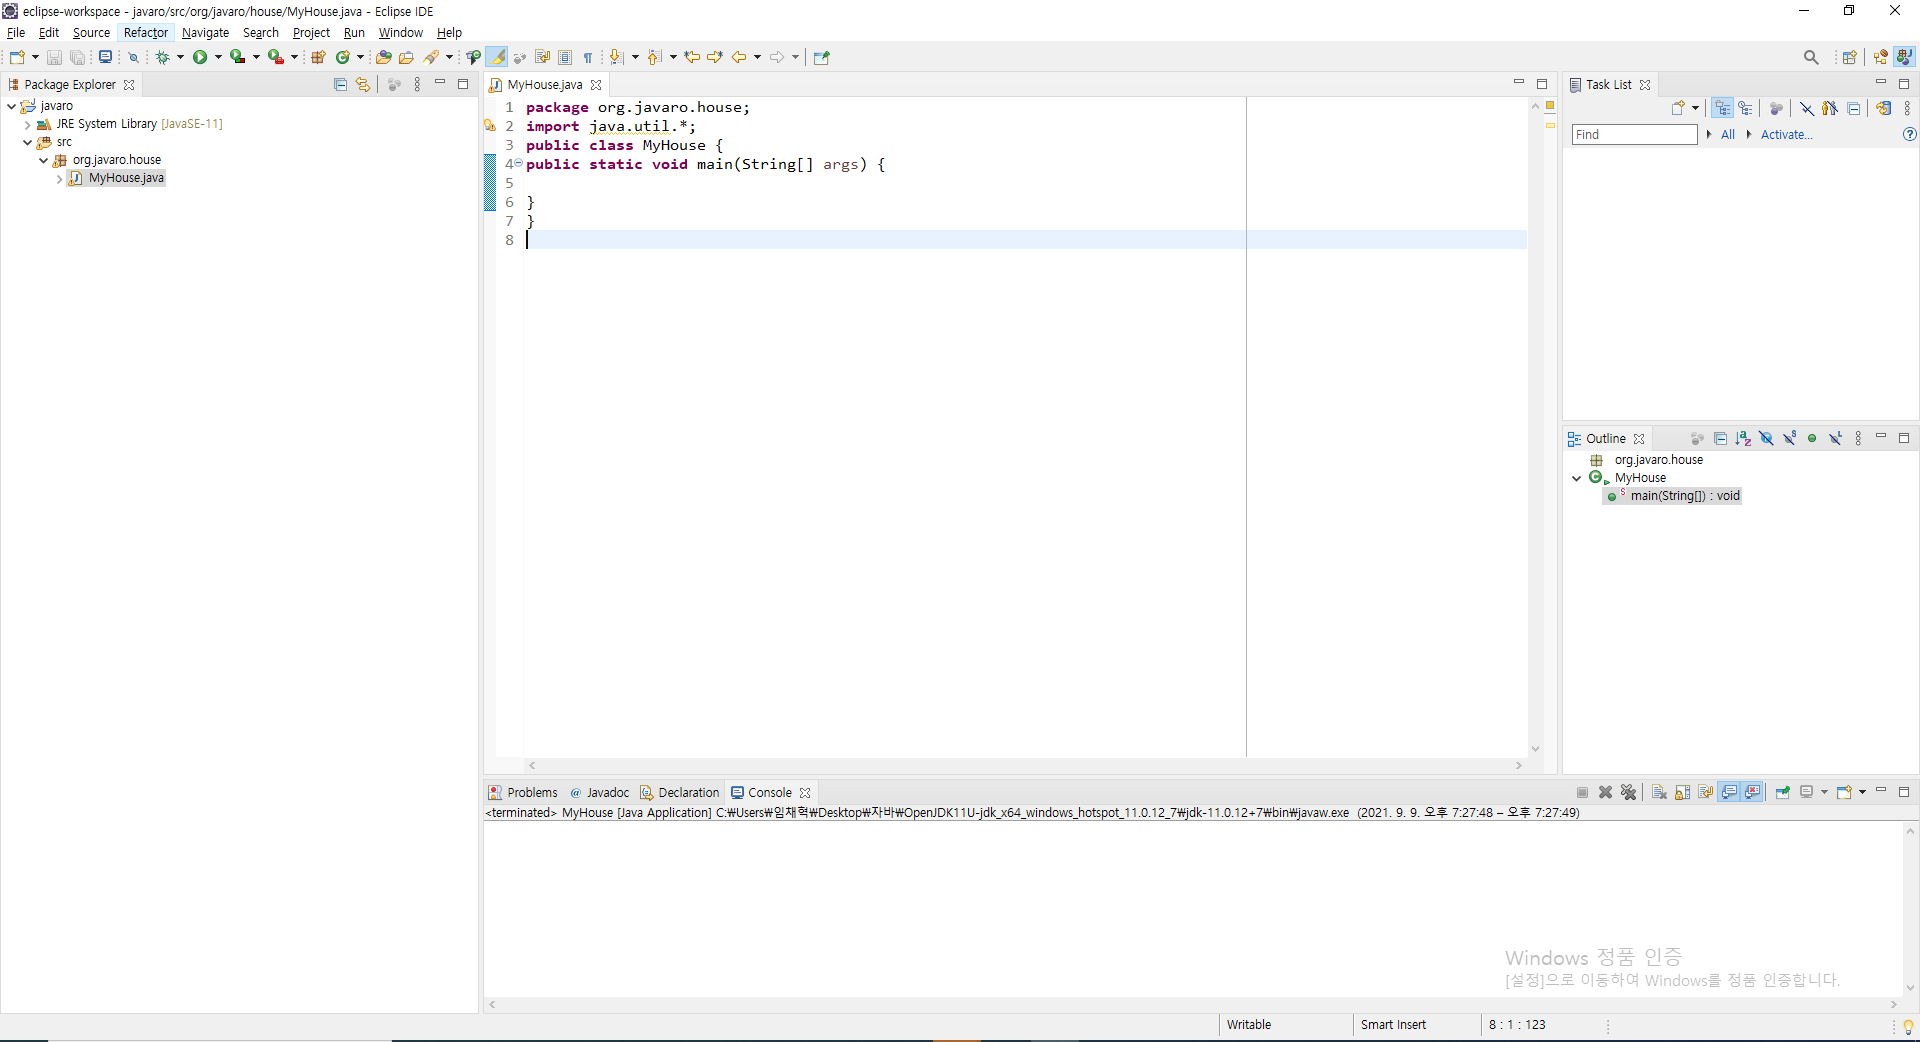 eclipse-workspace - javaro/src/org/javaro/house/MyHouse.java - Eclipse IDE
File Edit Source Refactor Navigate Search Project Run Window Help
Package Explorer
javaro
JRE System Library [JavaSE-11]
src
org.javaro.house
MyHouse.java
MyHouse.java
1 package org.javaro.house;
2 import java.util.*;
3 public class MyHouse {
4 public static void main(String[] args) {
5
6 }
7 }
8
Task List
Find All Activate...
Outline
org.javaro.house
MyHouse
main(String[]) : void
Problems @ Javadoc Declaration Console
<terminated> MyHouse [Java Application] C:₩Users₩임채혁₩Desktop₩자바₩OpenJDK11U-jdk_x64_windows_hotspot_11.0.12_7₩jdk-11.0.12+7₩bin₩javaw.exe (2021. 9. 9. 오후 7:27:48 – 오후 7:27:49)
Windows 정품 인증
[설정]으로 이동하여 Windows를 정품 인증합니다.
Writable Smart Insert 8 : 1 : 123